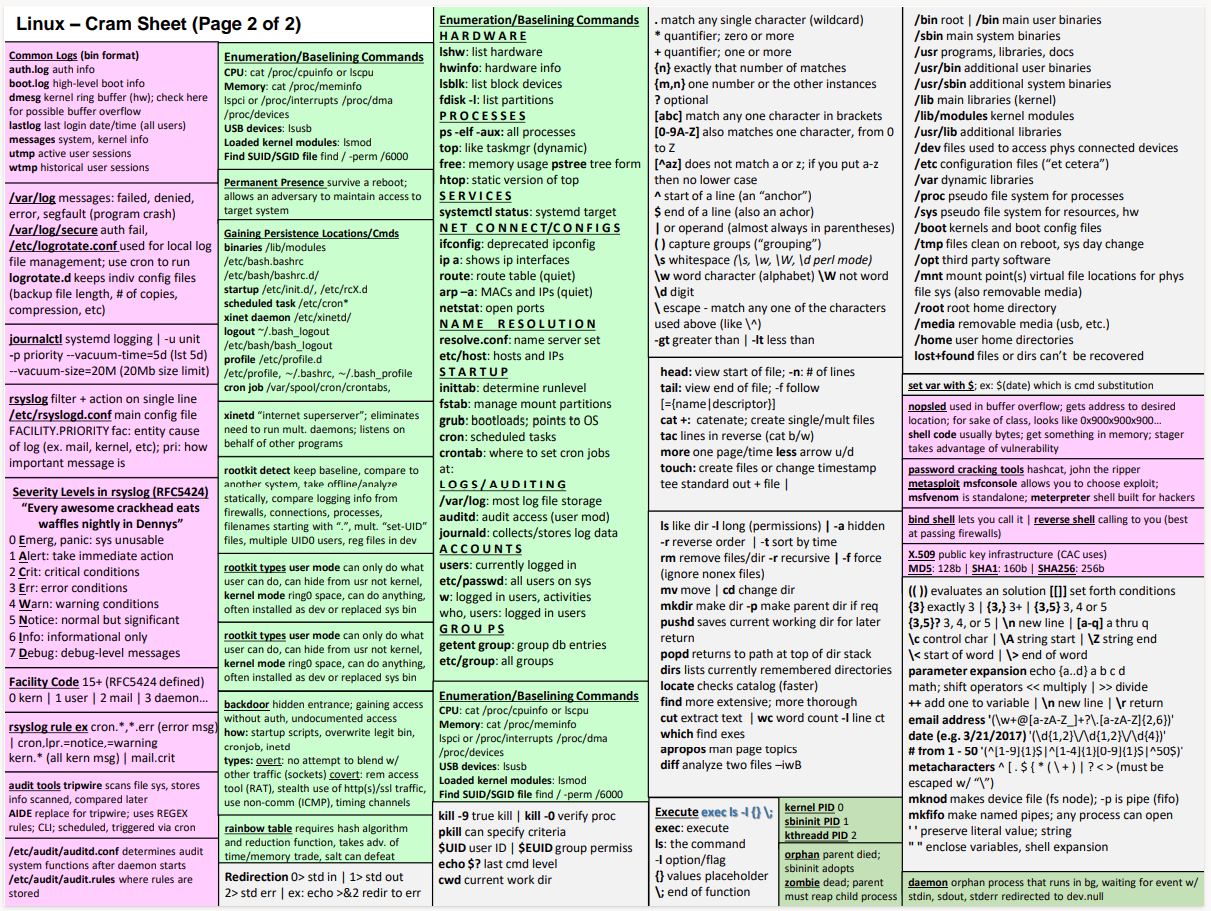 Linux – Cram Sheet (Page 2 of 2)
Common Logs (bin format)
auth.log auth info
boot.log high-level boot info
dmesg kernel ring buffer (hw); check here
for possible buffer overflow
lastlog last login date/time (all users)
messages system, kernel info
utmp active user sessions
wtmp historical user sessions
/var/log messages: failed, denied,
error, segfault (program crash)
/var/log/secure auth fail,
/etc/logrotate.conf used for local log
file management; use cron to run
logrotate.d keeps indiv config files
(backup file length, # of copies,
compression, etc)
journalctl systemd logging | -u unit
-p priority --vacuum-time=5d (lst 5d)
--vacuum-size=20M (20Mb size limit)
rsyslog filter + action on single line
/etc/rsyslogd.conf main config file
FACILITY.PRIORITY fac: entity cause
of log (ex. mail, kernel, etc); pri: how
important message is
Severity Levels in rsyslog (RFC5424)
“Every awesome crackhead eats
waffles nightly in Dennys”
0 Emerg, panic: sys unusable
1 Alert: take immediate action
2 Crit: critical conditions
3 Err: error conditions
4 Warn: warning conditions
5 Notice: normal but significant
6 Info: informational only
7 Debug: debug-level messages
Facility Code 15+ (RFC5424 defined)
0 kern | 1 user | 2 mail | 3 daemon…
rsyslog rule ex cron.*,*.err (error msg)
| cron,lpr.=notice,=warning
kern.* (all kern msg) | mail.crit
audit tools tripwire scans file sys, stores
info scanned, compared later
AIDE replace for tripwire; uses REGEX
rules; CLI; scheduled, triggered via cron
/etc/audit/auditd.conf determines audit
system functions after daemon starts
/etc/audit/audit.rules where rules are
stored
Enumeration/Baselining Commands
CPU: cat /proc/cpuinfo or lscpu
Memory: cat /proc/meminfo
lspci or /proc/interrupts /proc/dma
/proc/devices
USB devices: lsusb
Loaded kernel modules: lsmod
Find SUID/SGID file find / -perm /6000
Permanent Presence survive a reboot;
allows an adversary to maintain access to
target system
Gaining Persistence Locations/Cmds
binaries /lib/modules
/etc/bash.bashrc
/etc/bashrc.d/
startup /etc/init.d/, /etc/rcX.d
scheduled task /etc/cron*
xinet daemon /etc/xinetd/
logout ~/.bash_logout
/etc/bash/bash_logout
profile /etc/profile.d
/etc/profile, ~/.bashrc, ~/.bash_profile
cron job /var/spool/cron/crontabs,
xinetd “internet superserver”; eliminates
need to run mult. daemons; listens on
behalf of other programs
rootkit detect keep baseline, compare to
another system, take offline/analyze
statically, compare logging info from
firewalls, connections, processes,
filenames starting with “.”, mult. “set-UID”
files, multiple UID0 users, reg files in dev
rootkit types user mode can only do what
user can do, can hide from usr not kernel,
kernel mode ring0 space, can do anything,
often installed as dev or replaced sys bin
rootkit types user mode can only do what
user can do, can hide from usr not kernel,
kernel mode ring0 space, can do anything,
often installed as dev or replaced sys bin
backdoor hidden entrance; gaining access
without auth, undocumented access
how: startup scripts, overwrite legit bin,
cronjob, inetd
types: overt: no attempt to blend w/
other traffic (sockets) covert: rem access
tool (RAT), stealth use of http(s)/ssl traffic,
use non-comm (ICMP), timing channels
rainbow table requires hash algorithm
and reduction function, takes adv. of
time/memory trade, salt can defeat
Redirection 0> std in | 1> std out
2> std err | ex: echo >&2 redir to err
Enumeration/Baselining Commands
HARDWARE
lshw: list hardware
hwinfo: hardware info
lsblk: list block devices
fdisk -l: list partitions
PROCESSES
ps -elf -aux: all processes
top: like taskmgr (dynamic)
free: memory usage pstree tree form
htop: static version of top
SERVICES
systemctl status: systemd target
NET CONNECT/CONFIGS
ifconfig: deprecated ipconfig
ip a: shows ip interfaces
route: route table (quiet)
arp –a: MACs and IPs (quiet)
netstat: open ports
NAME RESOLUTION
resolve.conf: name server set
etc/host: hosts and IPs
STARTUP
inittab: determine runlevel
fstab: manage mount partitions
grub: bootloads; points to OS
cron: scheduled tasks
crontab: where to set cron jobs
at:
LOGS/AUDITING
/var/log: most log file storage
auditd: audit access (user mod)
journald: collects/stores log data
ACCOUNTS
users: currently logged in
etc/passwd: all users on sys
w: logged in users, activities
who, users: logged in users
GROUPS
getent group: group db entries
etc/group: all groups
Enumeration/Baselining Commands
CPU: cat /proc/cpuinfo or lscpu
Memory: cat /proc/meminfo
lspci or /proc/interrupts /proc/dma
/proc/devices
USB devices: lsusb
Loaded kernel modules: lsmod
Find SUID/SGID file find / -perm /6000
kill -9 true kill | kill -0 verify proc
pkill can specify criteria
$UID user ID | $EUID group permiss
echo $? last cmd level
cwd current work dir
. match any single character (wildcard)
* quantifier; zero or more
+ quantifier; one or more
{n} exactly that number of matches
{m,n} one number or the other instances
? optional
[abc] match any one character in brackets
[0-9A-Z] also matches one character, from 0
to Z
[^az] does not match a or z; if you put a-z
then no lower case
^ start of a line (an “anchor”)
$ end of a line (also an achor)
| or operand (almost always in parentheses)
( ) capture groups (“grouping”)
\s whitespace (\s, \w, \W, \d perl mode)
\w word character (alphabet) \W not word
\d digit
\ escape - match any one of the characters
used above (like \^)
-gt greater than | -lt less than
head: view start of file; -n: # of lines
tail: view end of file; -f follow
[={name|descriptor}]
cat +: catenate; create single/mult files
tac lines in reverse (cat b/w)
more one page/time less arrow u/d
touch: create files or change timestamp
tee standard out + file |
ls like dir -l long (permissions) | -a hidden
-r reverse order | -t sort by time
rm remove files/dir -r recursive | -f force
(ignore nonex files)
mv move | cd change dir
mkdir make dir -p make parent dir if req
pushd saves current working dir for later
return
popd returns to path at top of dir stack
dirs lists currently remembered directories
locate checks catalog (faster)
find more extensive; more thorough
cut extract text | wc word count -l line ct
which find exes
apropos man page topics
diff analyze two files –iwB
Execute exec ls -l {} \;
exec: execute
ls: the command
-l option/flag
{} values placeholder
\; end of function
kernel PID 0
sbininit PID 1
kthreadd PID 2
orphan parent died;
sbininit adopts
zombie dead; parent
must reap child process
/bin root | /bin main user binaries
/sbin main system binaries
/usr programs, libraries, docs
/usr/bin additional user binaries
/usr/sbin additional system binaries
/lib main libraries (kernel)
/lib/modules kernel modules
/usr/lib additional libraries
/dev files used to access phys connected devices
/etc configuration files (“et cetera”)
/var dynamic libraries
/proc pseudo file system for processes
/sys pseudo file system for resources, hw
/boot kernels and boot config files
/tmp files clean on reboot, sys day change
/opt third party software
/mnt mount point(s) virtual file locations for phys
file sys (also removable media)
/root root home directory
/media removable media (usb, etc.)
/home user home directories
lost+found files or dirs can’t be recovered
set var with $; ex: $(date) which is cmd substitution
nopsled used in buffer overflow; gets address to desired
location; for sake of class, looks like 0x900x900x900…
shell code usually bytes; get something in memory; stager
takes advantage of vulnerability
password cracking tools hashcat, john the ripper
metasploit msfconsole allows you to choose exploit;
msfvenom is standalone; meterpreter shell built for hackers
bind shell lets you call it | reverse shell calling to you (best
at passing firewalls)
X.509 public key infrastructure (CAC uses)
MD5: 128b | SHA1: 160b | SHA256: 256b
(( )) evaluates an solution [[]] set forth conditions
{3} exactly 3 | {3,} 3+ | {3,5} 3, 4 or 5
{3,5}? 3, 4, or 5 | \n new line | [a-q] a thru q
\c control char | \A string start | \Z string end
\< start of word | \> end of word
parameter expansion echo {a..d} a b c d
math; shift operators << multiply | >> divide
++ add one to variable | \n new line | \r return
email address '(\w+@[a-zA-Z_]+?\.[a-zA-Z]{2,6})'
date (e.g. 3/21/2017) '(\d{1,2}\/\d{1,2}\/\d{4})'
# from 1 - 50 '(^[1-9]{1}$|^[1-4]{1}[0-9]{1}$|^50$)'
metacharacters ^ [ . $ { * ( \ + ) | ? < > (must be
escaped w/ “\”)
mknod makes device file (fs node); -p is pipe (fifo)
mkfifo make named pipes; any process can open
' ' preserve literal value; string
" " enclose variables, shell expansion
daemon orphan process that runs in bg, waiting for event w/
stdin, sdout, stderr redirected to dev.null